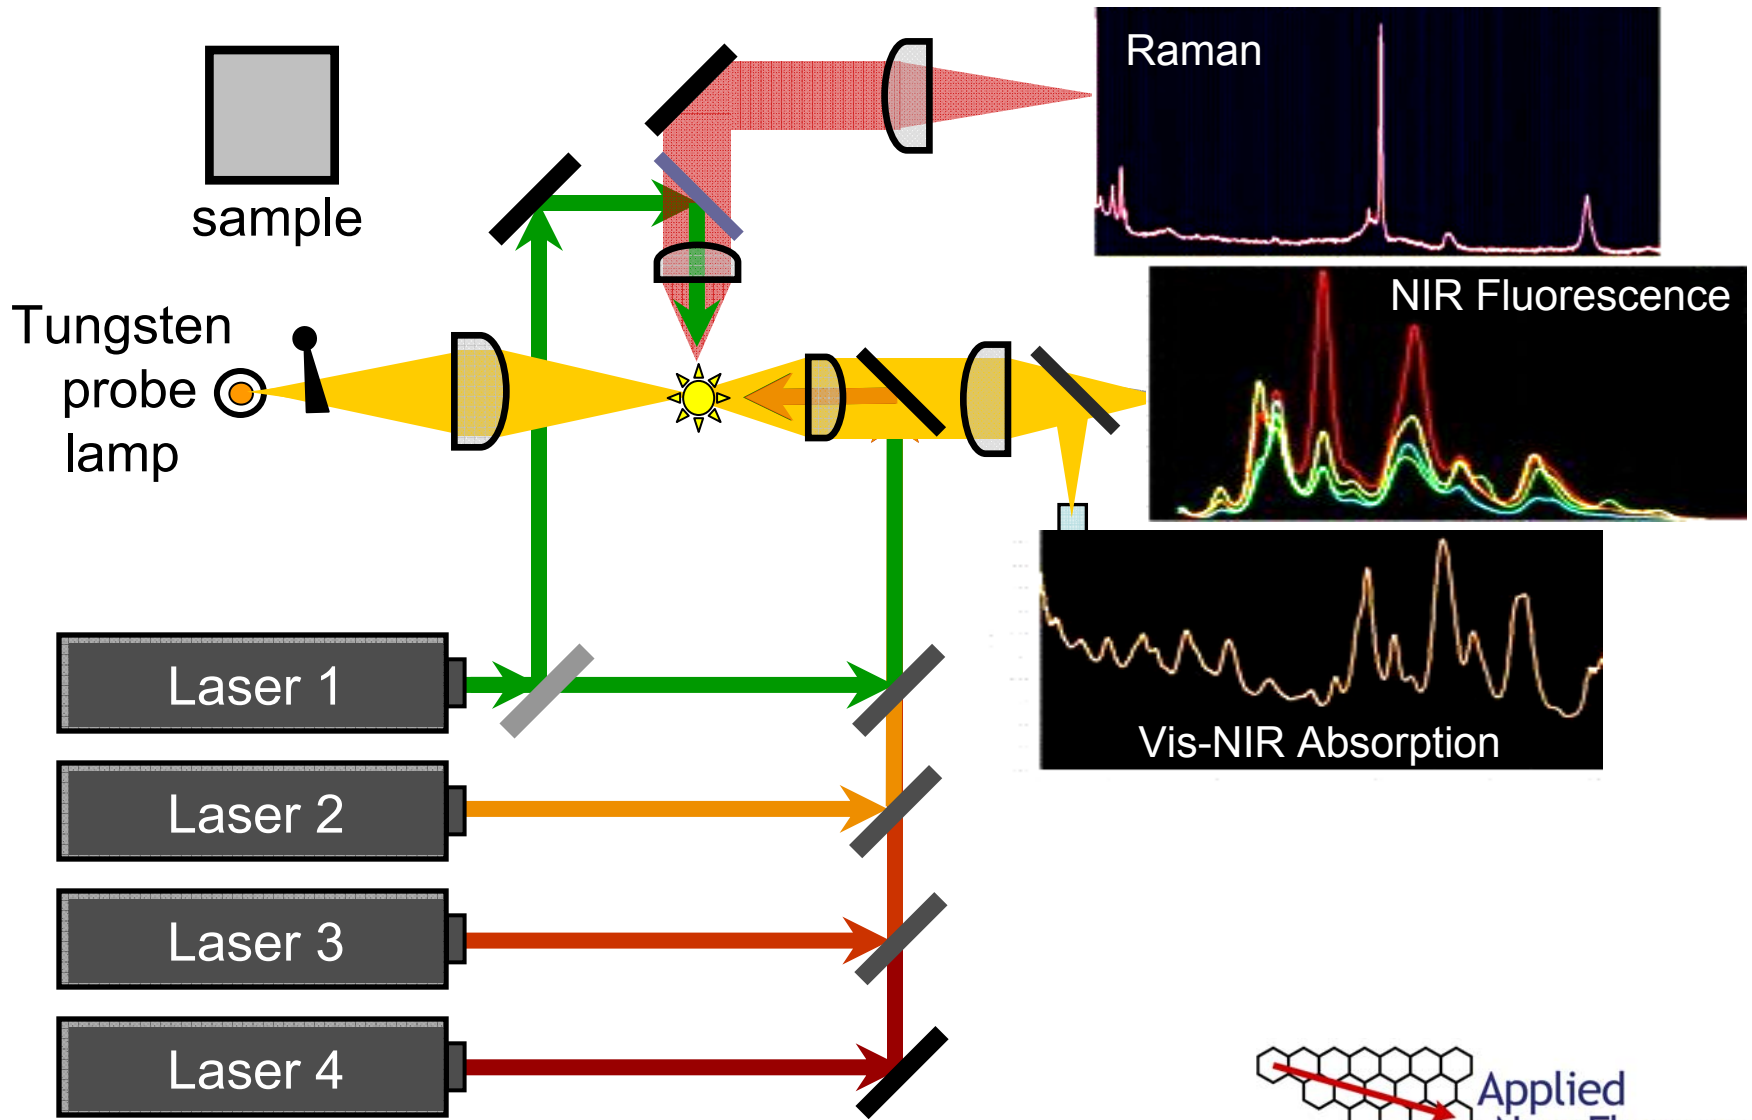 Raman
sample
NIR Fluorescence
Tungsten
probe
lamp
Laser 1
Vis-NIR Absorption
Laser 2
Laser 3
Laser 4
Applied